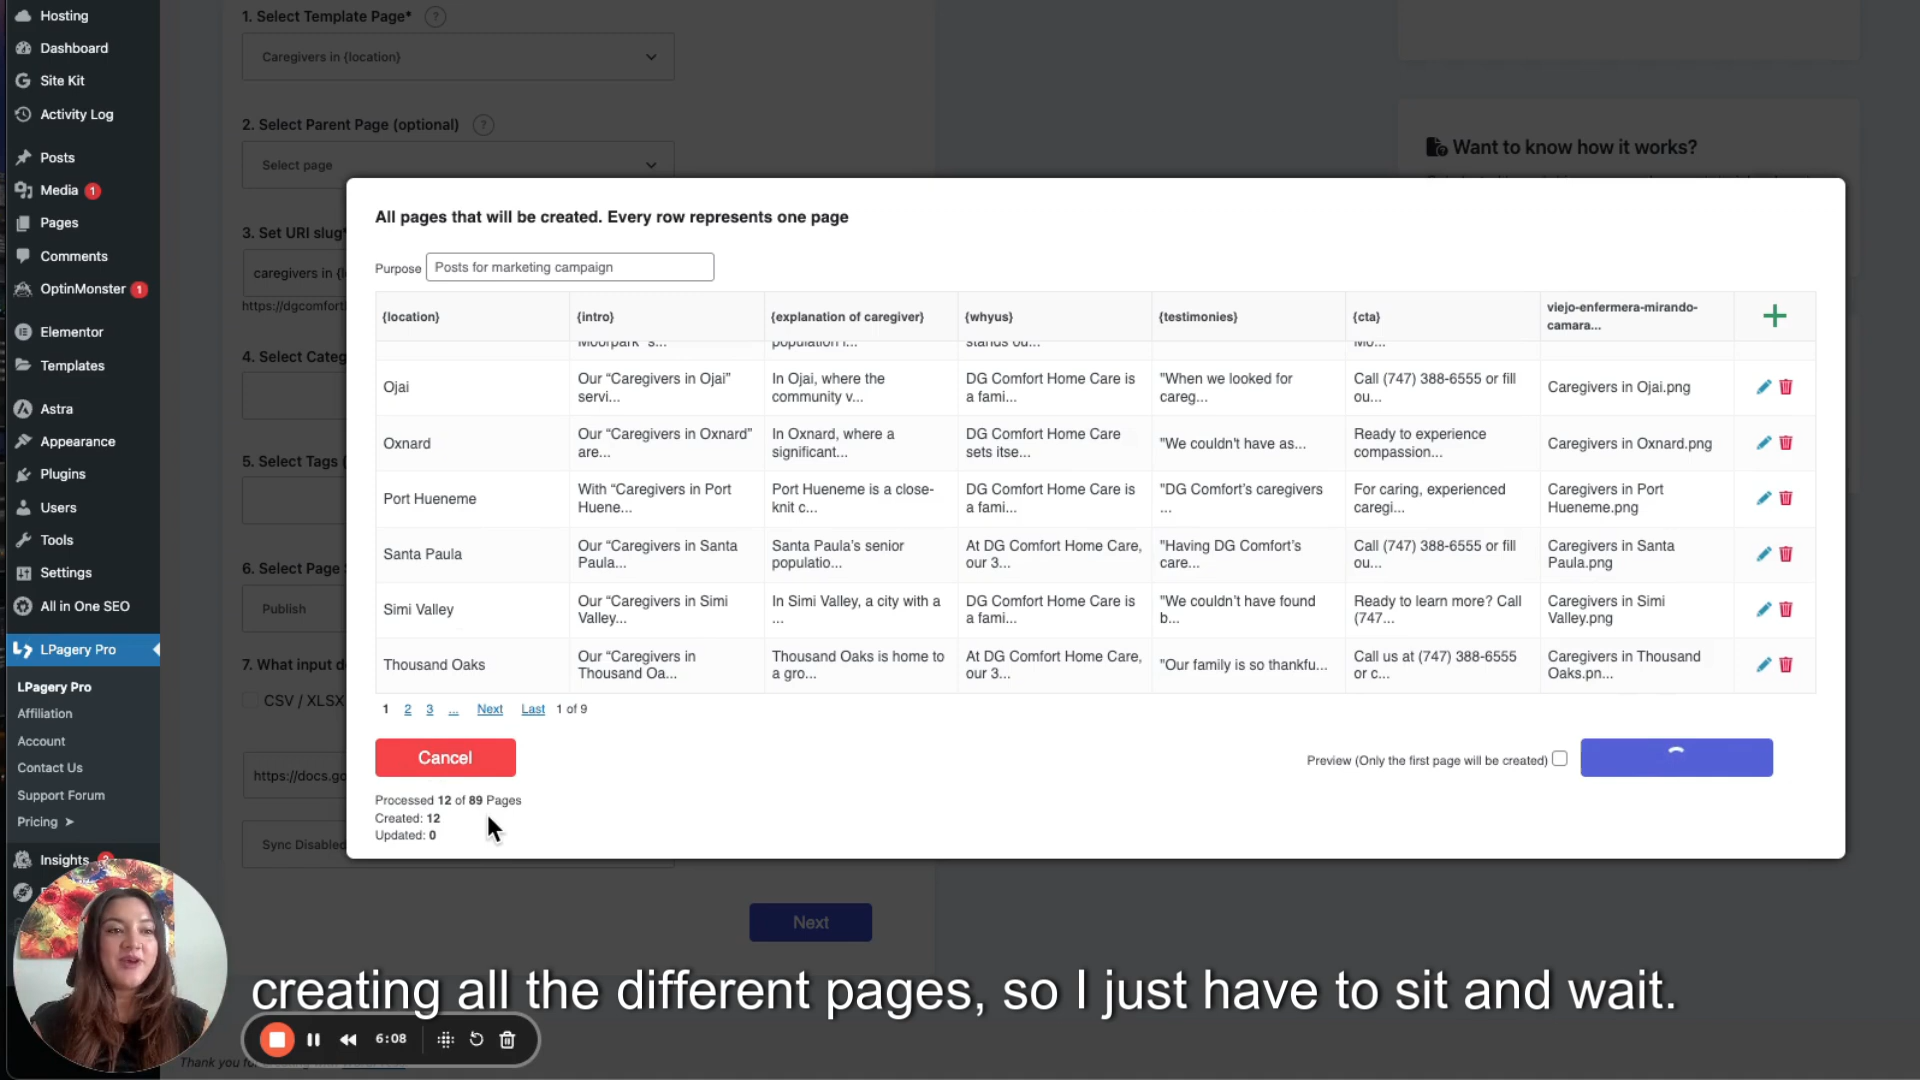 Hosting
Dashboard
Site Kit
Activity Log
Posts
Media 1
Pages
Comments
OptinMonster 1
Elementor
Templates
Astra
Appearance
Plugins
Users
Tools
Settings
All in One SEO
LPagery Pro
LPagery Pro
Affiliation
Account
Contact Us
Support Forum
Pricing ➤
Insights
1. Select Template Page* ?
Caregivers in {location}
2. Select Parent Page (optional) ?
Select page
3. Set URI slug*
caregivers in {l
https://dgcomfort
4. Select Categ
5. Select Tags (
6. Select Page
Publish
7. What input d
CSV / XLSX
https://docs.go
Sync Disabled
Next
Want to know how it works?
All pages that will be created. Every row represents one page
Purpose Posts for marketing campaign
{location} {intro} {explanation of caregiver} {whyus} {testimonies} {cta} viejo-enfermera-mirando-camara... +
Moorpark" s... population i... stands ou... Mo...
Ojai Our “Caregivers in Ojai” servi... In Ojai, where the community v... DG Comfort Home Care is a fami... "When we looked for careg... Call (747) 388-6555 or fill ou... Caregivers in Ojai.png
Oxnard Our “Caregivers in Oxnard” are... In Oxnard, where a significant... DG Comfort Home Care sets itse... "We couldn't have as... Ready to experience compassion... Caregivers in Oxnard.png
Port Hueneme With “Caregivers in Port Huene... Port Hueneme is a close-knit c... DG Comfort Home Care is a fami... "DG Comfort’s caregivers ... For caring, experienced caregi... Caregivers in Port Hueneme.png
Santa Paula Our “Caregivers in Santa Paula... Santa Paula’s senior populatio... At DG Comfort Home Care, our 3... "Having DG Comfort’s care... Call (747) 388-6555 or fill ou... Caregivers in Santa Paula.png
Simi Valley Our “Caregivers in Simi Valley... In Simi Valley, a city with a ... DG Comfort Home Care is a fami... "We couldn’t have found b... Ready to learn more? Call (747... Caregivers in Simi Valley.png
Thousand Oaks Our “Caregivers in Thousand Oa... Thousand Oaks is home to a gro... At DG Comfort Home Care, our 3... "Our family is so thankfu... Call us at (747) 388-6555 or c... Caregivers in Thousand Oaks.pn...
1 2 3 ... Next Last 1 of 9
Cancel
Preview (Only the first page will be created)
Processed 12 of 89 Pages
Created: 12
Updated: 0
creating all the different pages, so I just have to sit and wait.
6:08
Thank you fo